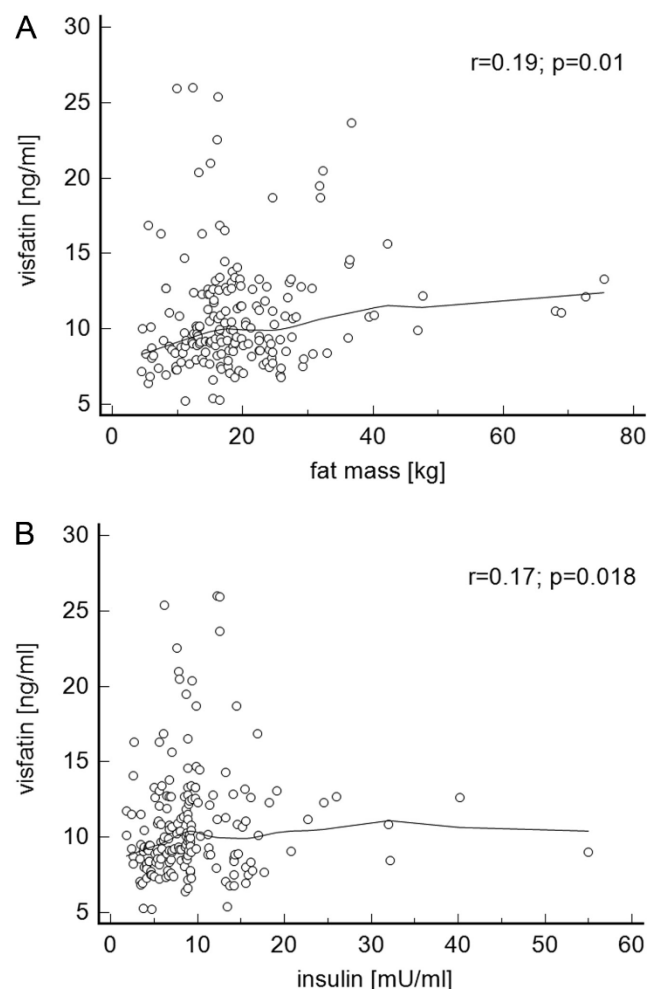 A
r=0.19; p=0.01
visfatin [ng/ml]
30
25
20
15
10
5
0 20 40 60 80
fat mass [kg]
B
r=0.17; p=0.018
visfatin [ng/ml]
30
25
20
15
10
5
0 10 20 30 40 50 60
insulin [mU/ml]